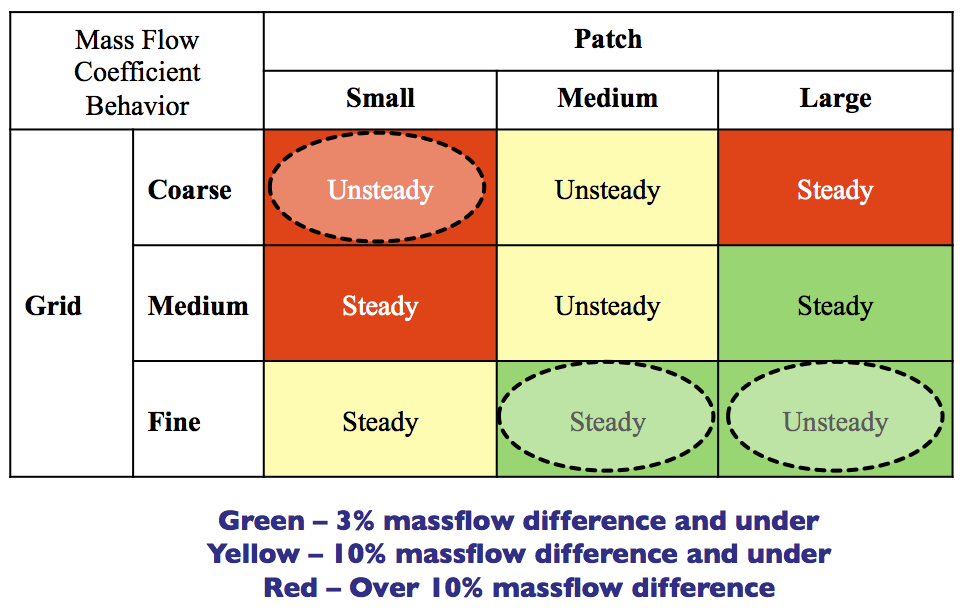 Mass Flow
Coefficient
Behavior
Patch
Small Medium Large
Coarse Unsteady Unsteady Steady
Grid Medium Steady Unsteady Steady
Fine Steady Steady Unsteady
Green – 3% massflow difference and under
Yellow – 10% massflow difference and under
Red – Over 10% massflow difference